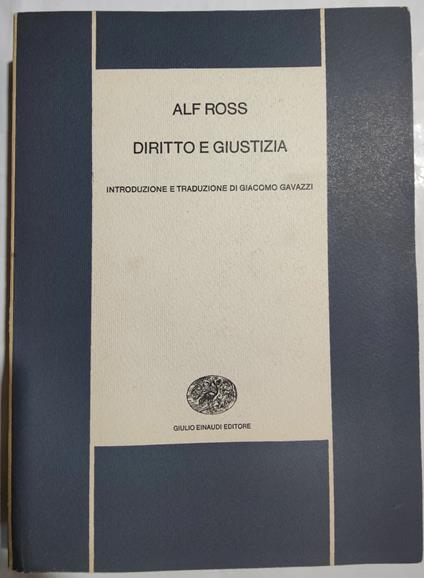 ALF ROSS
DIRITTO E GIUSTIZIA
INTRODUZIONE E TRADUZIONE DI GIACOMO GAVAZZI
GIULIO EINAUDI EDITORE